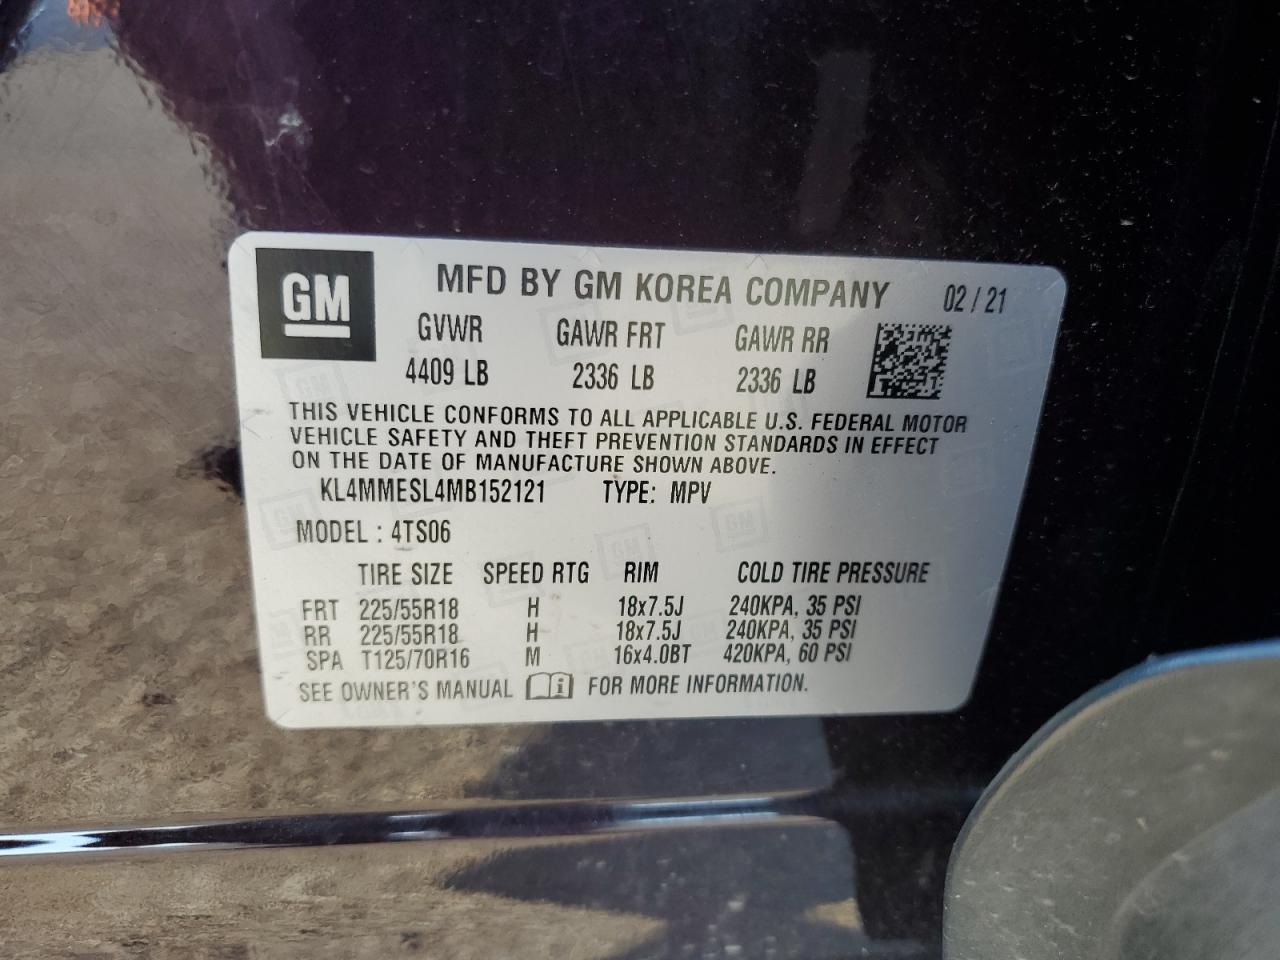 GM
MFD BY GM KOREA COMPANY 02 / 21
GVWR GAWR FRT GAWR RR
4409 LB 2336 LB 2336 LB
THIS VEHICLE CONFORMS TO ALL APPLICABLE U.S. FEDERAL MOTOR
VEHICLE SAFETY AND THEFT PREVENTION STANDARDS IN EFFECT
ON THE DATE OF MANUFACTURE SHOWN ABOVE.
KL4MMESL4MB152121 TYPE: MPV
MODEL : 4TS06
TIRE SIZE SPEED RTG RIM COLD TIRE PRESSURE
FRT 225/55R18 H 18x7.5J 240KPA, 35 PSI
RR 225/55R18 H 18x7.5J 240KPA, 35 PSI
SPA T125/70R16 M 16x4.0BT 420KPA, 60 PSI
SEE OWNER'S MANUAL i FOR MORE INFORMATION.